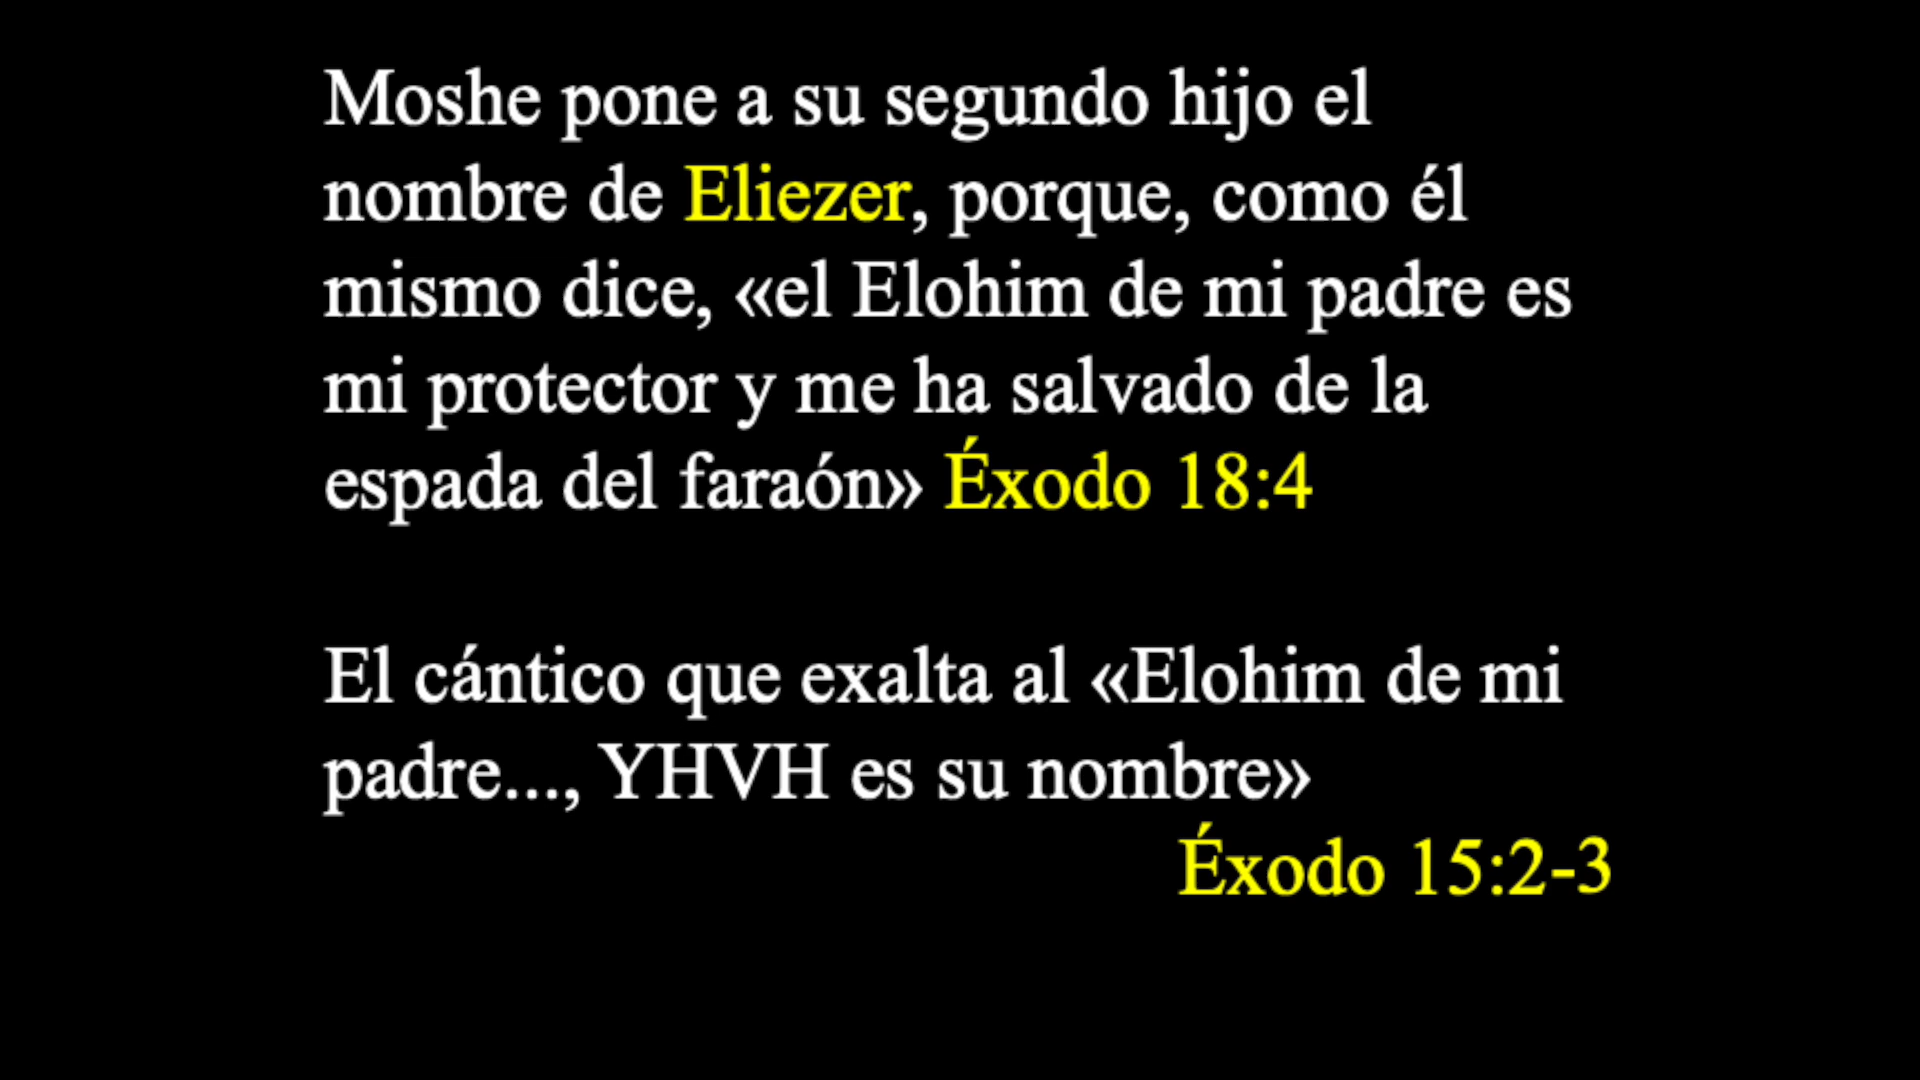 Moshe pone a su segundo hijo el
nombre de Eliezer, porque, como él
mismo dice, «el Elohim de mi padre es
mi protector y me ha salvado de la
espada del faraón» Éxodo 18:4
El cántico que exalta al «Elohim de mi
padre..., YHVH es su nombre»
Éxodo 15:2-3